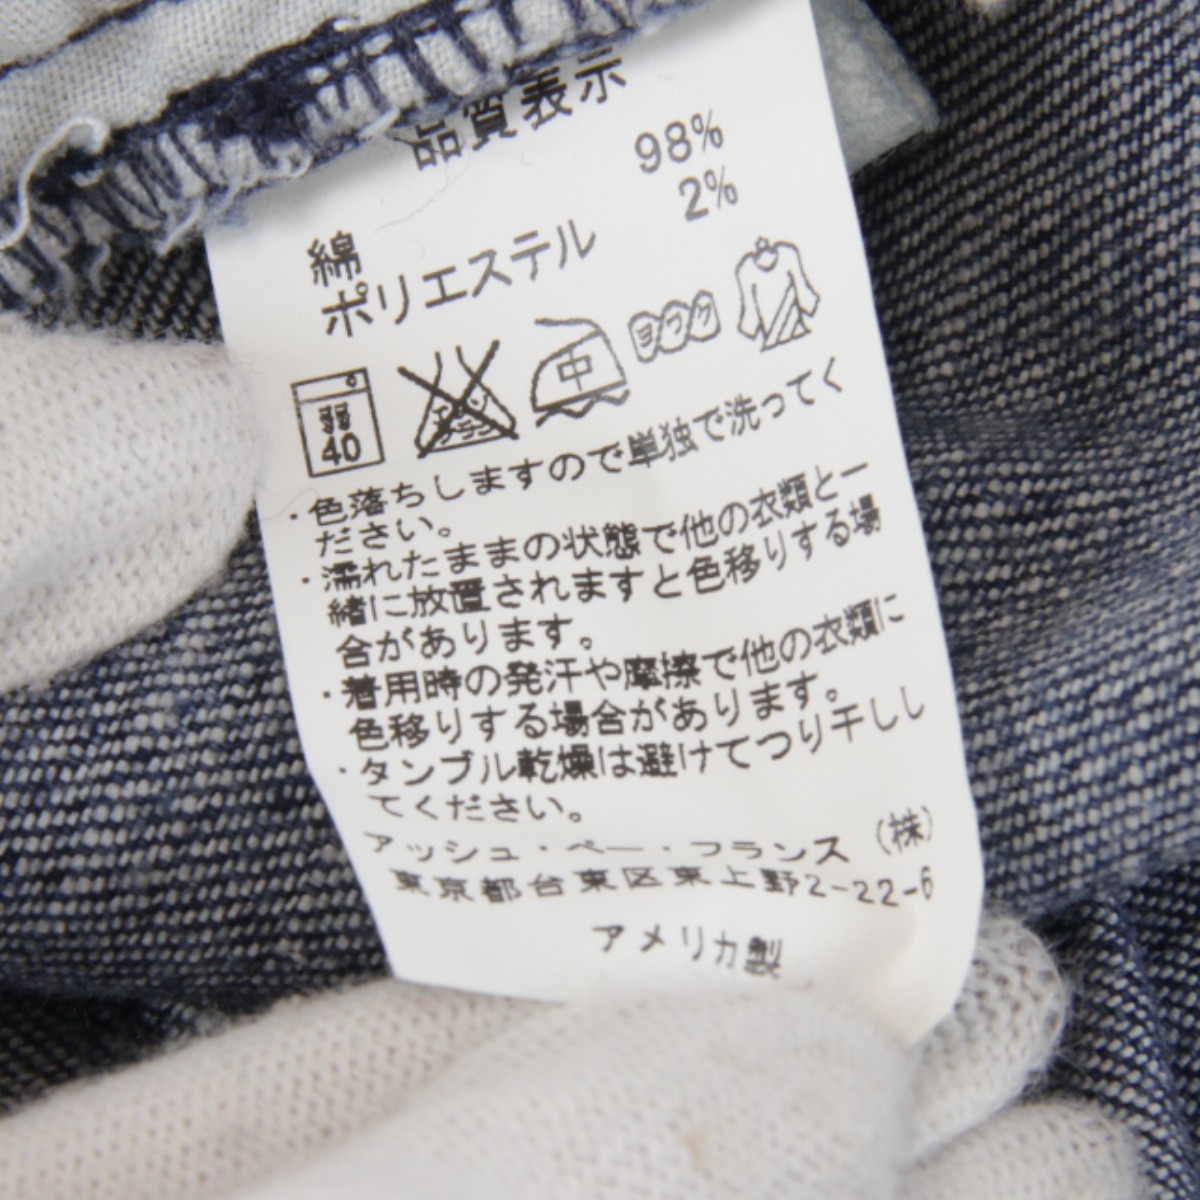 品質表示
綿 98%
ポリエステル 2%
弱 40 エンソ サラシ 中 ヨワク
・色落ちしますので単独で洗ってく
ださい。
・濡れたままの状態で他の衣類と一
緒に放置されますと色移りする場
合があります。
・着用時の発汗や摩擦で他の衣類に
色移りする場合があります。
・タンブル乾燥は避けてつり干しし
てください。
アッシュ・ペー・フランス(株)
東京都台東区東上野2-22-6
アメリカ製